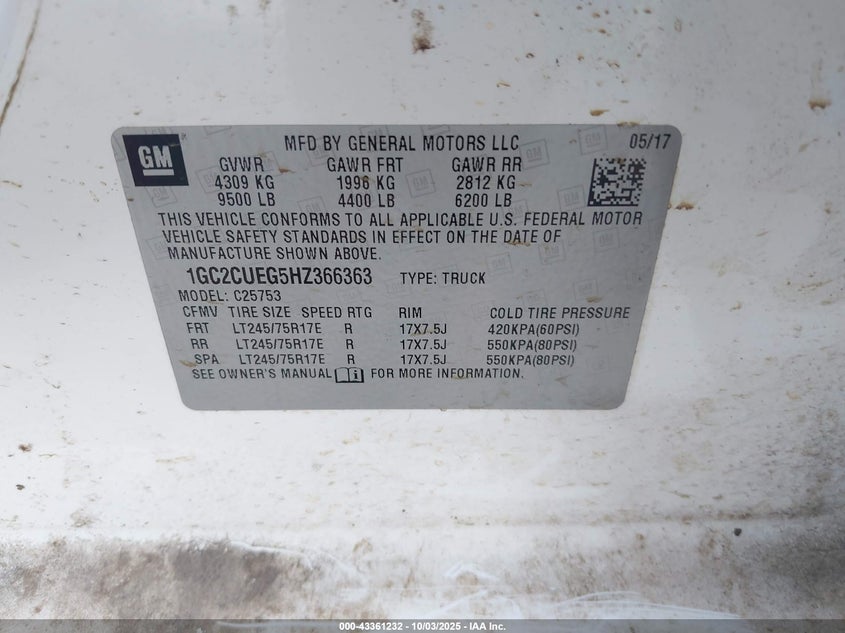 GM
MFD BY GENERAL MOTORS LLC 05/17
GVWR GAWR FRT GAWR RR
4309 KG 1996 KG 2812 KG
9500 LB 4400 LB 6200 LB
THIS VEHICLE CONFORMS TO ALL APPLICABLE U.S. FEDERAL MOTOR
VEHICLE SAFETY STANDARDS IN EFFECT ON THE DATE OF
MANUFACTURE SHOWN ABOVE.
1GC2CUEG5HZ366363 TYPE: TRUCK
MODEL: C25753
CFMV TIRE SIZE SPEED RTG RIM COLD TIRE PRESSURE
FRT LT245/75R17E R 17X7.5J 420KPA(60PSI)
RR LT245/75R17E R 17X7.5J 550KPA(80PSI)
SPA LT245/75R17E R 17X7.5J 550KPA(80PSI)
SEE OWNER'S MANUAL FOR MORE INFORMATION.
000-43361232 - 10/03/2025 - IAA Inc.